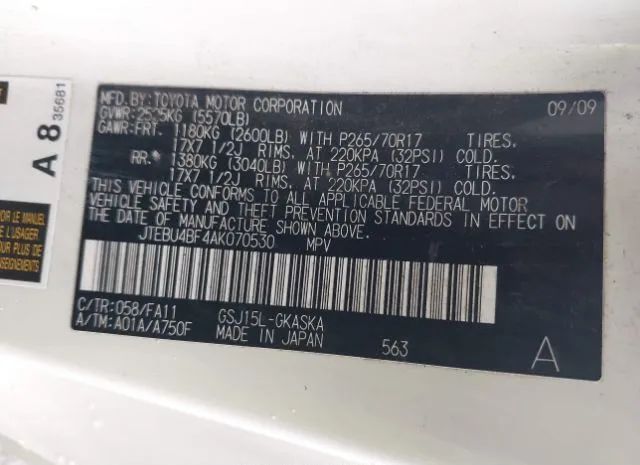 MFD.BY: TOYOTA MOTOR CORPORATION 09/09
GVWR: (5570LB)
GAWR:FRT. 1180KG (2600LB) WITH P265/70R17 TIRES.
17X7 1/2J RIMS. AT 220KPA (32PSI) COLD.
RR. 1380KG (3040LB) WITH P265/70R17 TIRES.
17X7 1/2J RIMS. AT 220KPA (32PSI) COLD.
THIS VEHICLE CONFORMS TO ALL APPLICABLE FEDERAL MOTOR
VEHICLE SAFETY AND THEFT PREVENTION STANDARDS IN EFFECT ON
THE DATE OF MANUFACTURE SHOWN ABOVE.
JTEBU4BF4AK070530 MPV
C/TR: 058/FA11 GSJ15L-GKASKA
A/TM: A01A/A750F MADE IN JAPAN 563 A
A 8 35681
OIR LE
DE
NSEIGNEMENTS